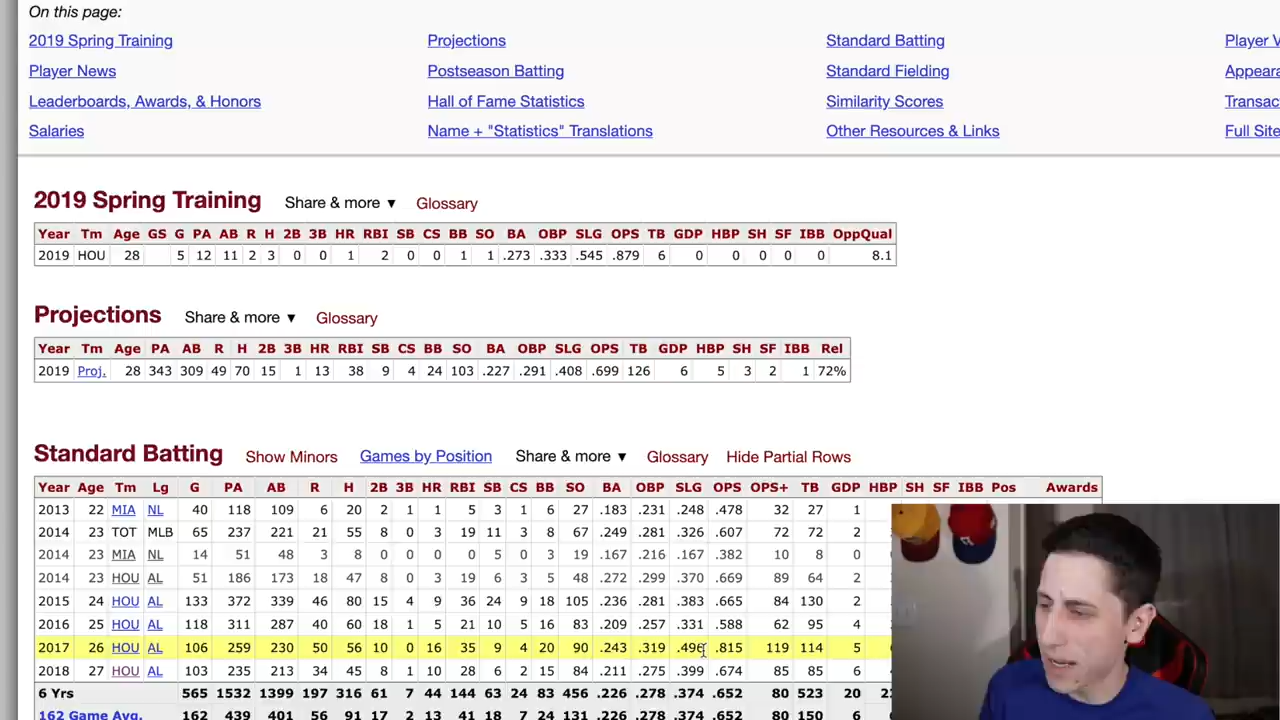 On this page:
2019 Spring Training Projections Standard Batting Player V
Player News Postseason Batting Standard Fielding Appeara
Leaderboards, Awards, & Honors Hall of Fame Statistics Similarity Scores Transac
Salaries Name + "Statistics" Translations Other Resources & Links Full Site
2019 Spring Training Share & more ▼ Glossary
Year Tm Age GS G PA AB R H 2B 3B HR RBI SB CS BB SO BA OBP SLG OPS TB GDP HBP SH SF IBB OppQual
2019 HOU 28 5 12 11 2 3 0 0 1 2 0 0 1 1 .273 .333 .545 .879 6 0 0 0 0 0 8.1
Projections Share & more ▼ Glossary
Year Tm Age PA AB R H 2B 3B HR RBI SB CS BB SO BA OBP SLG OPS TB GDP HBP SH SF IBB Rel
2019 Proj. 28 343 309 49 70 15 1 13 38 9 4 24 103 .227 .291 .408 .699 126 6 5 3 2 1 72%
Standard Batting Show Minors Games by Position Share & more ▼ Glossary Hide Partial Rows
Year Age Tm Lg G PA AB R H 2B 3B HR RBI SB CS BB SO BA OBP SLG OPS OPS+ TB GDP HBP SH SF IBB Pos Awards
2013 22 MIA NL 40 118 109 6 20 2 1 1 5 3 1 6 27 .183 .231 .248 .478 32 27 1
2014 23 TOT MLB 65 237 221 21 55 8 0 3 19 11 3 8 67 .249 .281 .326 .607 72 72 2
2014 23 MIA NL 14 51 48 3 8 0 0 0 0 5 0 3 19 .167 .216 .167 .382 10 8 0
2014 23 HOU AL 51 186 173 18 47 8 0 3 19 6 3 5 48 .272 .299 .370 .669 89 64 2
2015 24 HOU AL 133 372 339 46 80 15 4 9 36 24 9 18 105 .236 .281 .383 .665 84 130 2
2016 25 HOU AL 118 311 287 40 60 18 1 5 21 10 5 16 83 .209 .257 .331 .588 62 95 4
2017 26 HOU AL 106 259 230 50 56 10 0 16 35 9 4 20 90 .243 .319 .496 .815 119 114 5
2018 27 HOU AL 103 235 213 34 45 18 2 6 28 6 2 15 84 .211 .275 .399 .674 85 85 6
6 Yrs 565 1532 1399 197 316 61 7 44 144 63 24 83 456 .226 .278 .374 .652 80 523 20 2
162 Game Avg. 162 439 401 56 91 17 2 13 41 18 7 24 131 .226 .278 .374 .652 80 150 6